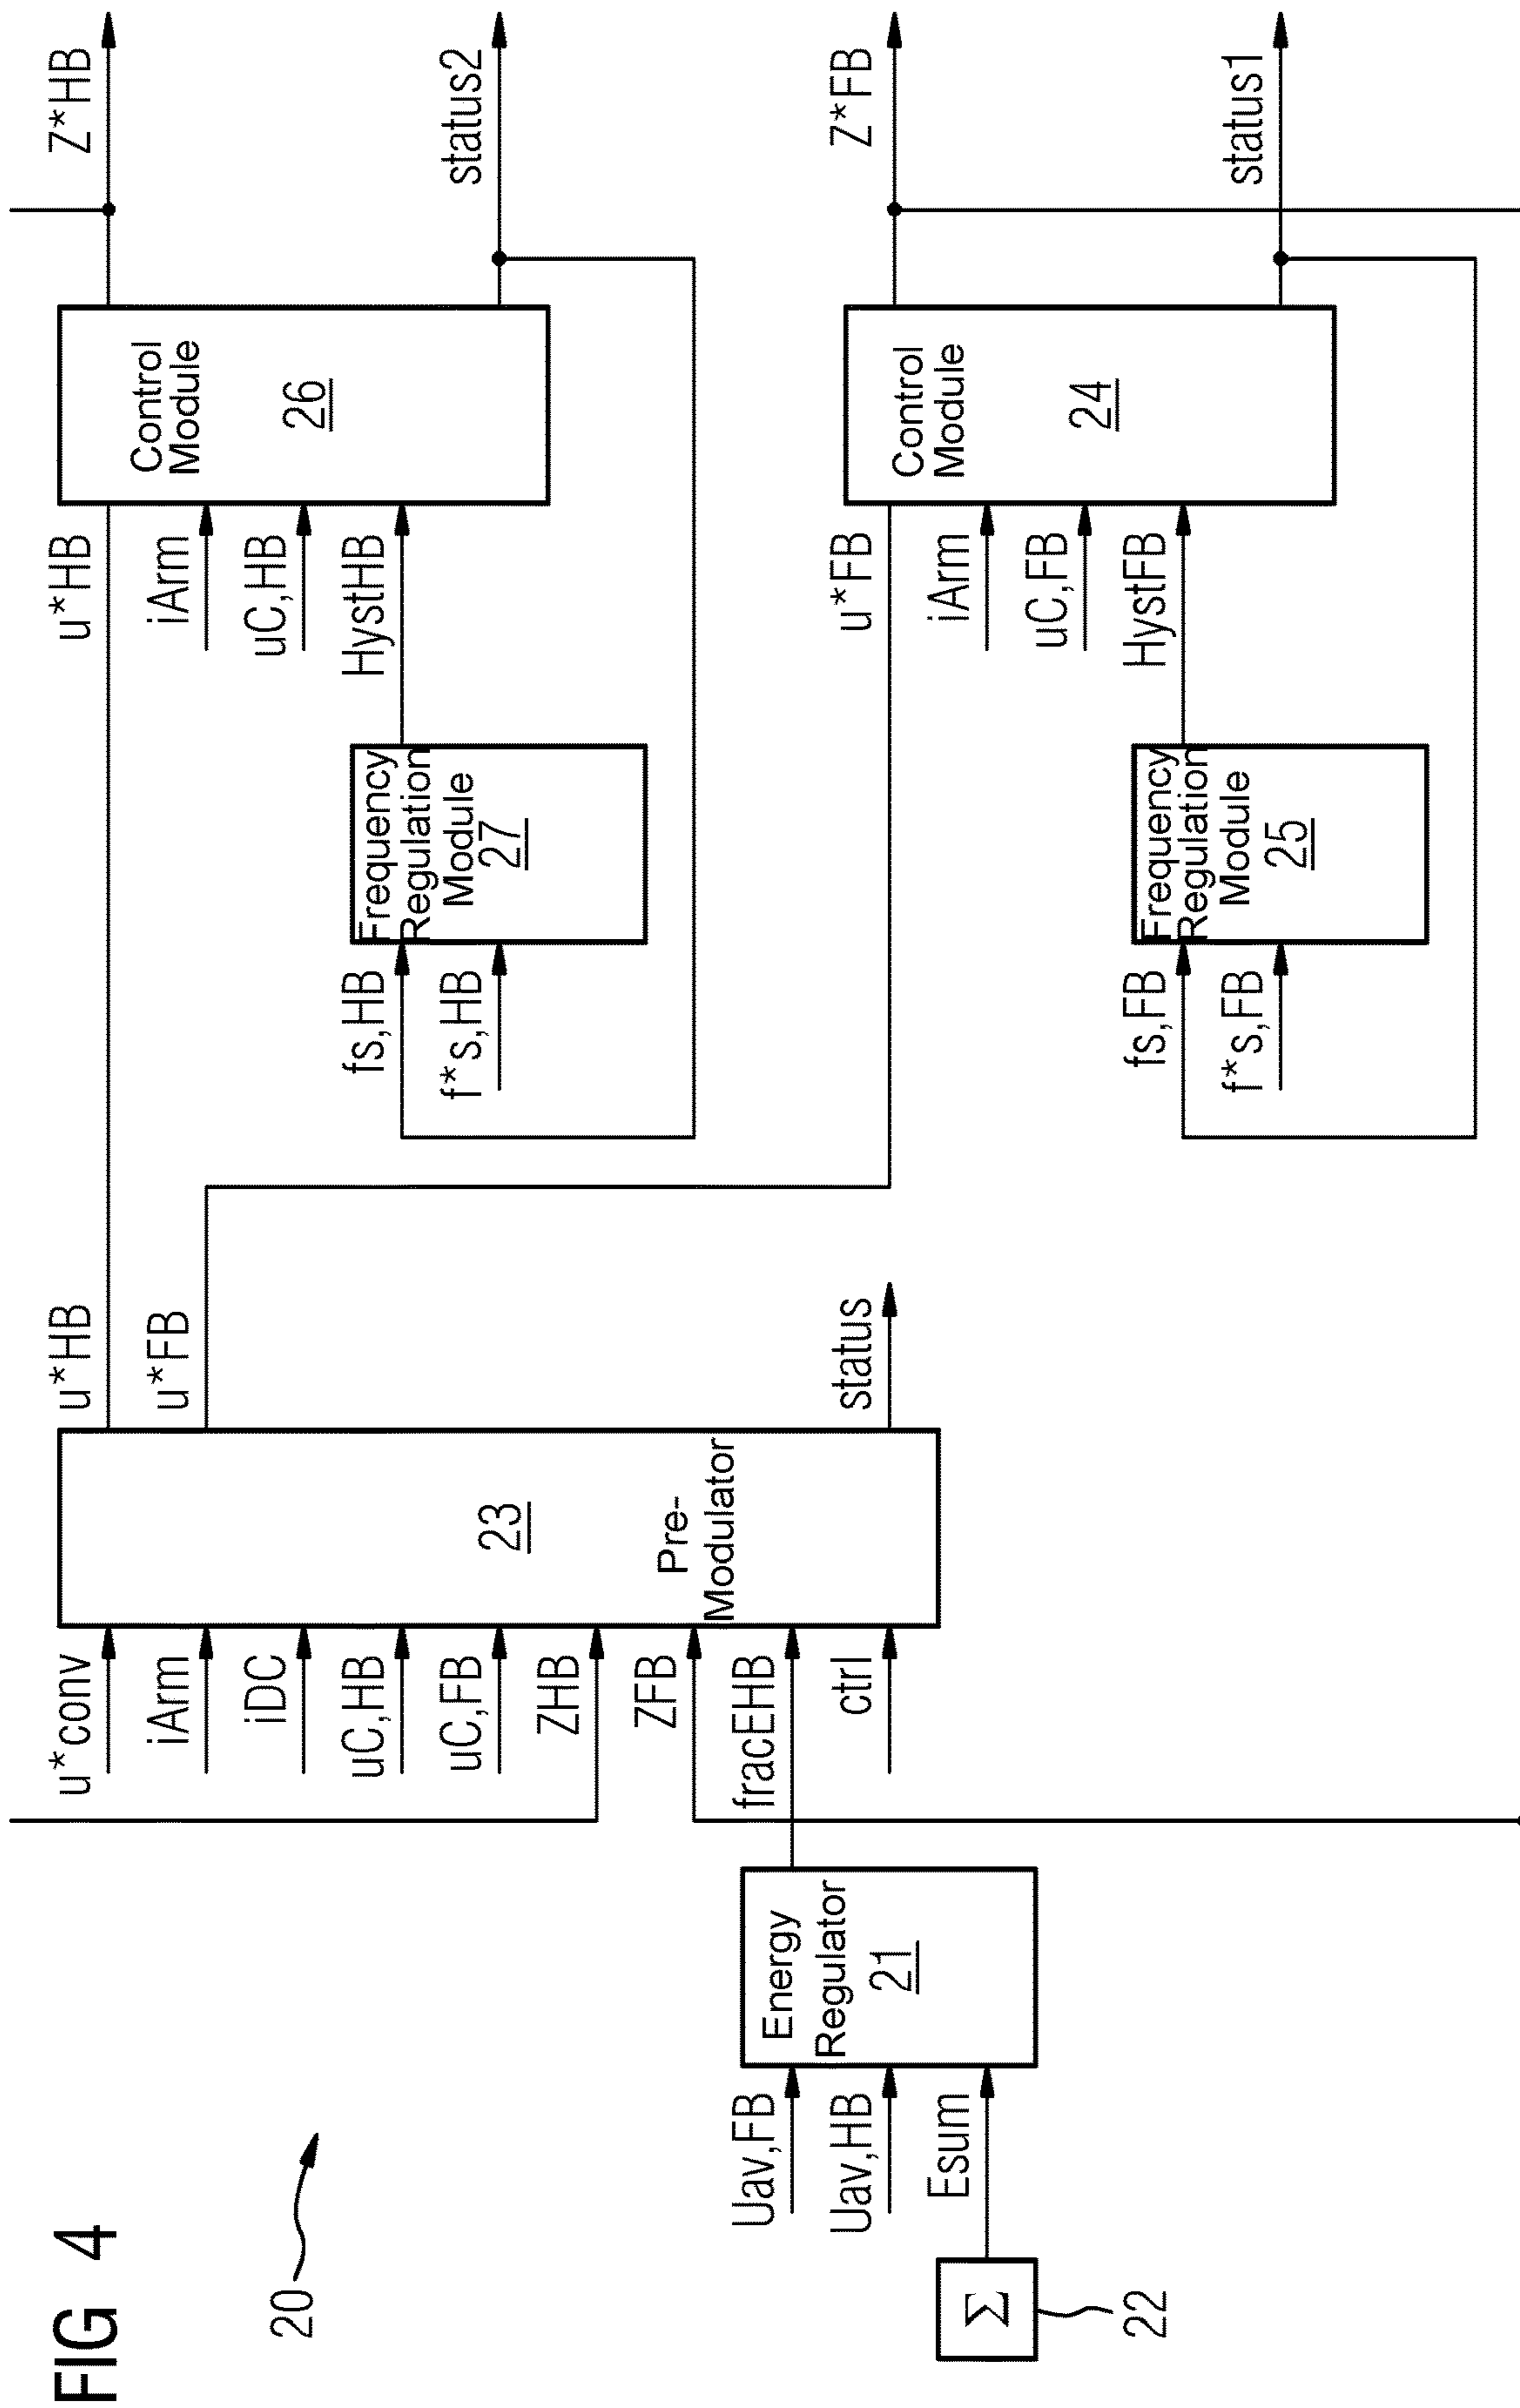 FIG 4
20
Σ
22
Uav,FB
Uav,HB
Esum
Energy
Regulator
21
u*conv
iArm
iDC
uC,HB
uC,FB
ZHB
ZFB
fracEHB
ctrl
23
Pre-
Modulator
u*HB
u*FB
status
fs,HB
f*s,HB
Frequency
Regulation
Module
27
u*HB
iArm
uC,HB
HystHB
Control
Module
26
Z*HB
status2
fs,FB
f*s,FB
Frequency
Regulation
Module
25
u*FB
iArm
uC,FB
HystFB
Control
Module
24
Z*FB
status1